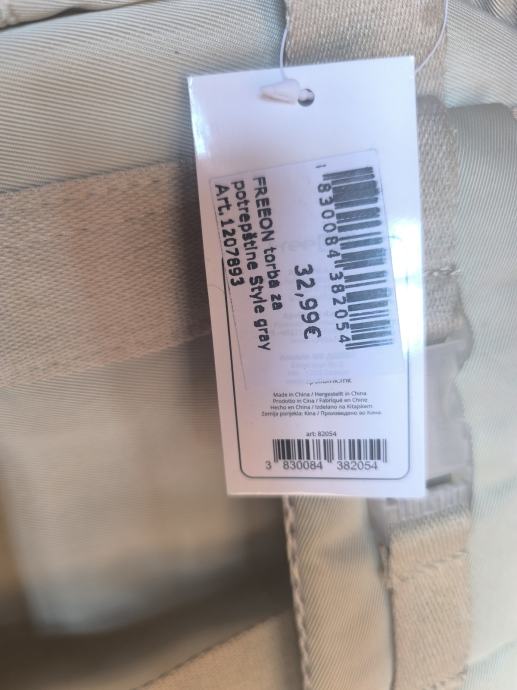 FREEON torba za
potrepštine Style gray
Art. 1207893
32,99€
830084 382054
Made in China / Hergestellt in China
Prodotto in Cina / Fabriqué en Chine
Hecho en China / Izdelano na Kitajskem
Zemlja porijekla: Kina / Произведено во Кина
art: 82054
3 830084 382054